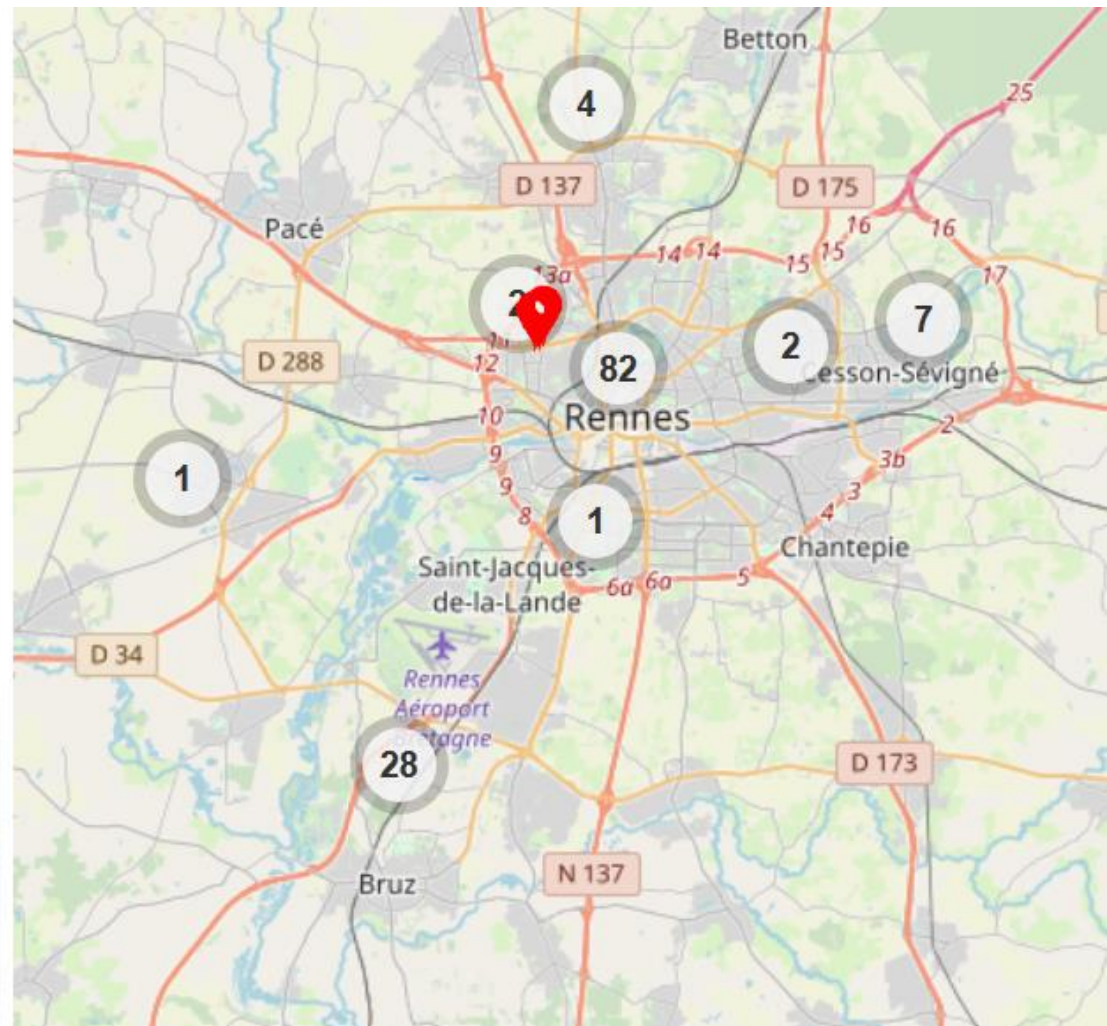 Betton
25
4
D 137
D 175
16
Pacé
16
14
14
15
15
13a
17
2
7
2
D 288
12
82
Cesson-Sévigné
10
Rennes
2
9
3b
1
9
3
8
1
4
Chantepie
Saint-Jacques-
de-la-Lande
6a
6a
5
D 34
Rennes
Aéroport
Bretagne
28
D 173
Bruz
N 137